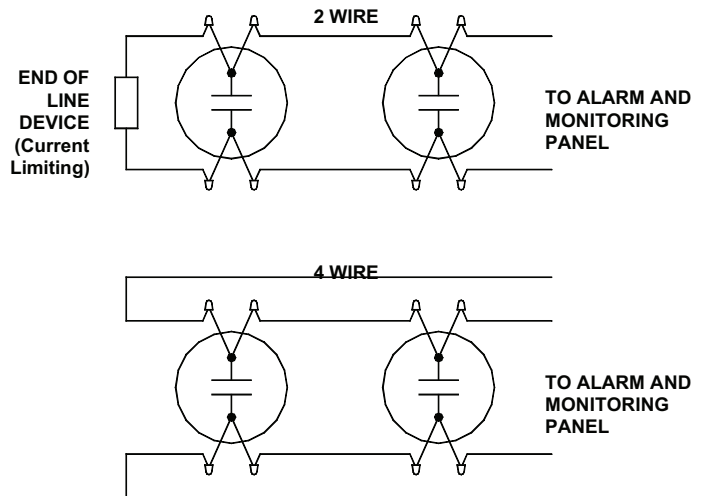 2 WIRE
END OF
LINE
DEVICE
(Current
Limiting)
TO ALARM AND
MONITORING
PANEL
4 WIRE
TO ALARM AND
MONITORING
PANEL